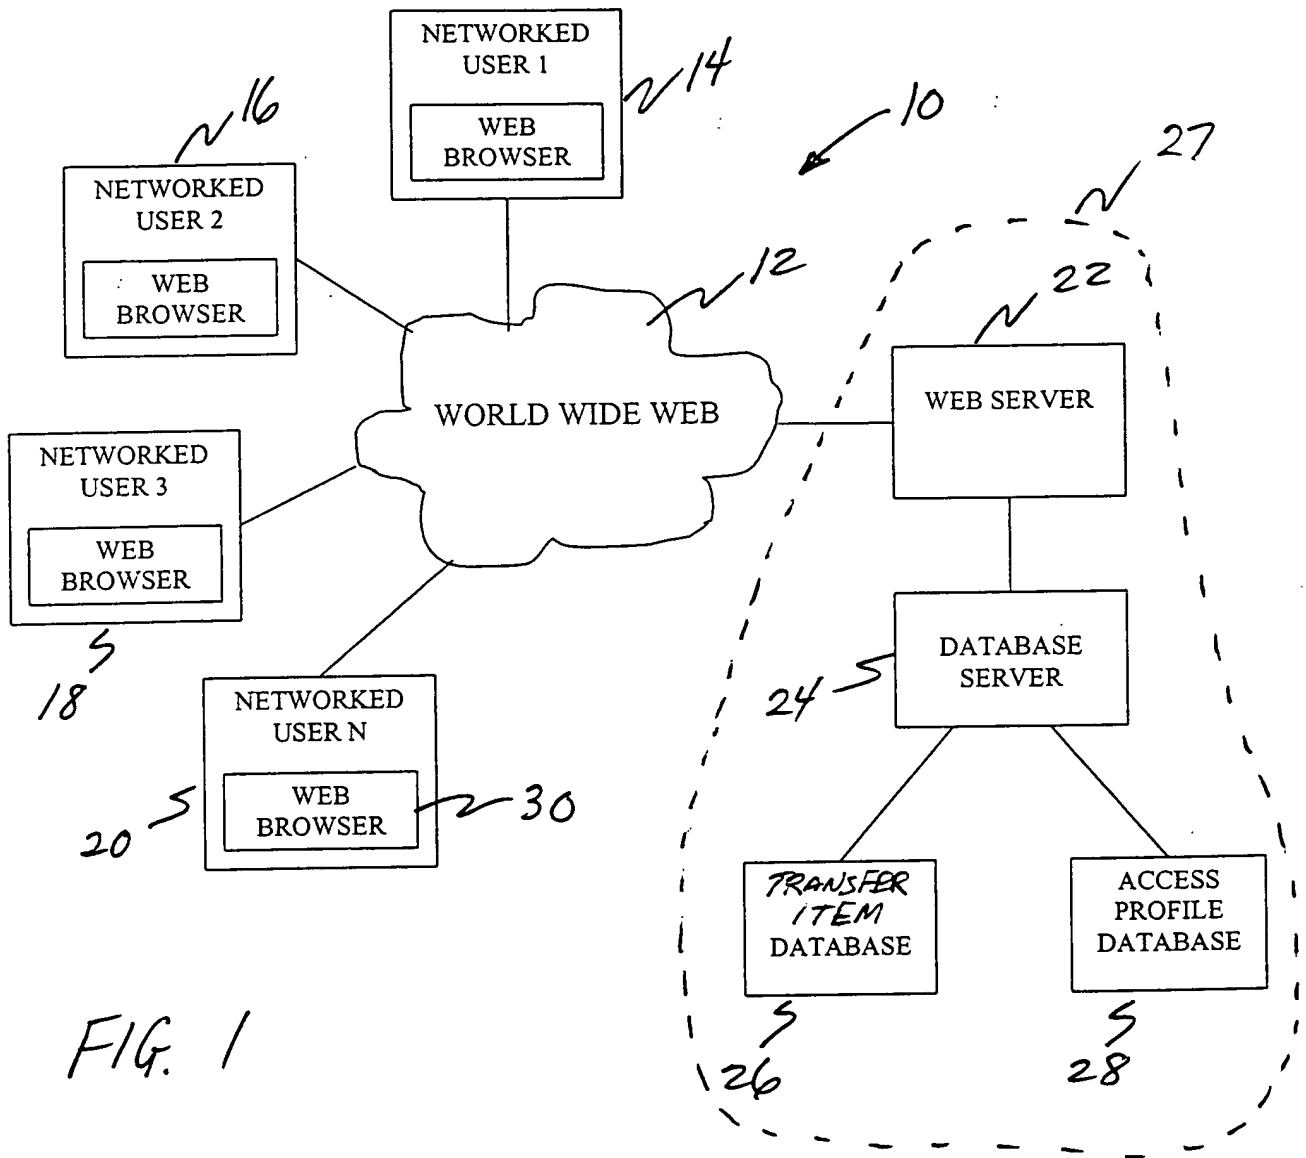 NETWORKED
USER 1
WEB
BROWSER
14
10
16
NETWORKED
USER 2
WEB
BROWSER
27
12
22
WORLD WIDE WEB
WEB SERVER
NETWORKED
USER 3
WEB
BROWSER
18
DATABASE
SERVER
24
NETWORKED
USER N
WEB
BROWSER
30
20
TRANSFER
ITEM
DATABASE
ACCESS
PROFILE
DATABASE
26
28
FIG. 1